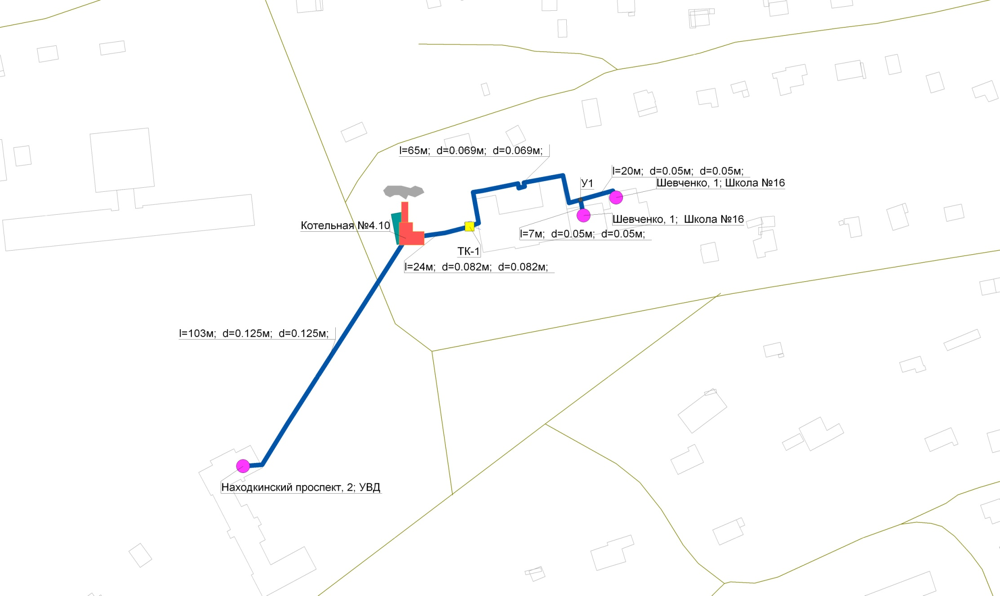 l=65м;  d=0.069м;  d=0.069м;
l=20м;  d=0.05м;  d=0.05м;
У1
Шевченко, 1; Школа №16
Котельная №4.10
Шевченко, 1;  Школа №16
l=7м;  d=0.05м;  d=0.05м;
ТК-1
l=24м;  d=0.082м;  d=0.082м;
l=103м;  d=0.125м;  d=0.125м;
Находкинский проспект, 2; УВД